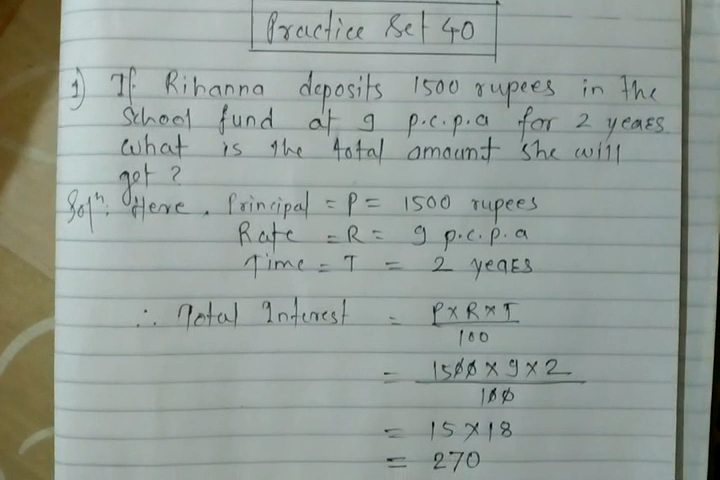 Practice Set 40
1) If Rihanna deposits 1500 rupees in the
School fund at 9 p.c.p.a for 2 years
what is the total amount she will
get?
Solⁿ: Here, Principal = P = 1500 rupees
Rate = R = 9 p.c.p.a
Time = T = 2 years
∴ Total Interest = P×R×T
100
= 1500 × 9 × 2
100
= 15 × 18
= 270